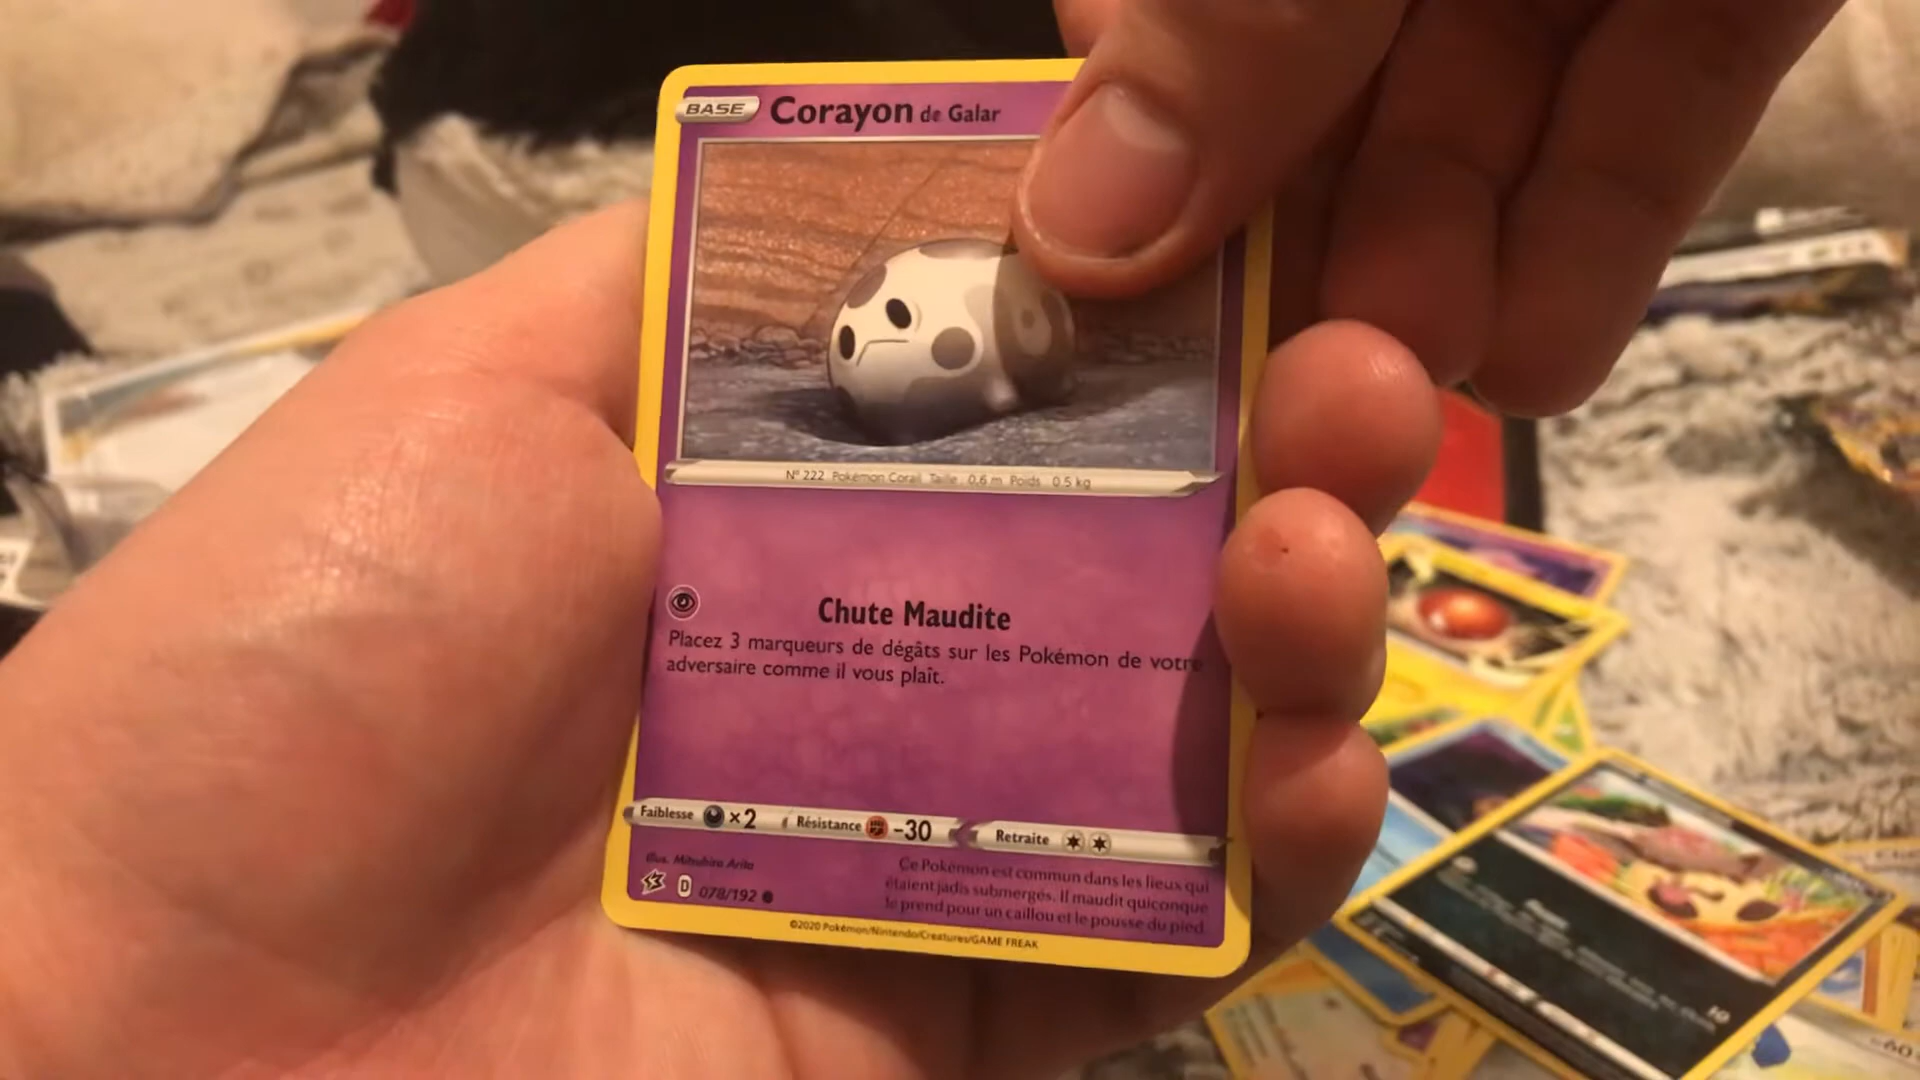 BASE Corayon de Galar
N° 222 Pokémon Corail Taille : 0,6 m Poids : 0,5 kg
Chute Maudite
Placez 3 marqueurs de dégâts sur les Pokémon de votre
adversaire comme il vous plaît.
Faiblesse ×2 Résistance -30 Retraite
Illus. Mitsuhiro Arita
D 078/192
Ce Pokémon est commun dans les lieux qui
étaient jadis submergés. Il maudit quiconque
le prend pour un caillou et le pousse du pied.
©2020 Pokémon/Nintendo/Creatures/GAME FREAK
10
-60